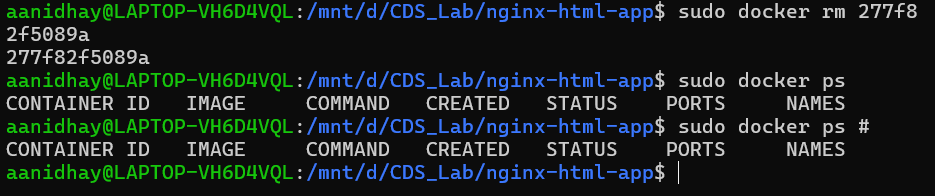 aanidhay@LAPTOP-VH6D4VQL:/mnt/d/CDS_Lab/nginx-html-app$ sudo docker rm 277f8
2f5089a
277f82f5089a
aanidhay@LAPTOP-VH6D4VQL:/mnt/d/CDS_Lab/nginx-html-app$ sudo docker ps
CONTAINER ID   IMAGE     COMMAND   CREATED   STATUS    PORTS     NAMES
aanidhay@LAPTOP-VH6D4VQL:/mnt/d/CDS_Lab/nginx-html-app$ sudo docker ps #
CONTAINER ID   IMAGE     COMMAND   CREATED   STATUS    PORTS     NAMES
aanidhay@LAPTOP-VH6D4VQL:/mnt/d/CDS_Lab/nginx-html-app$